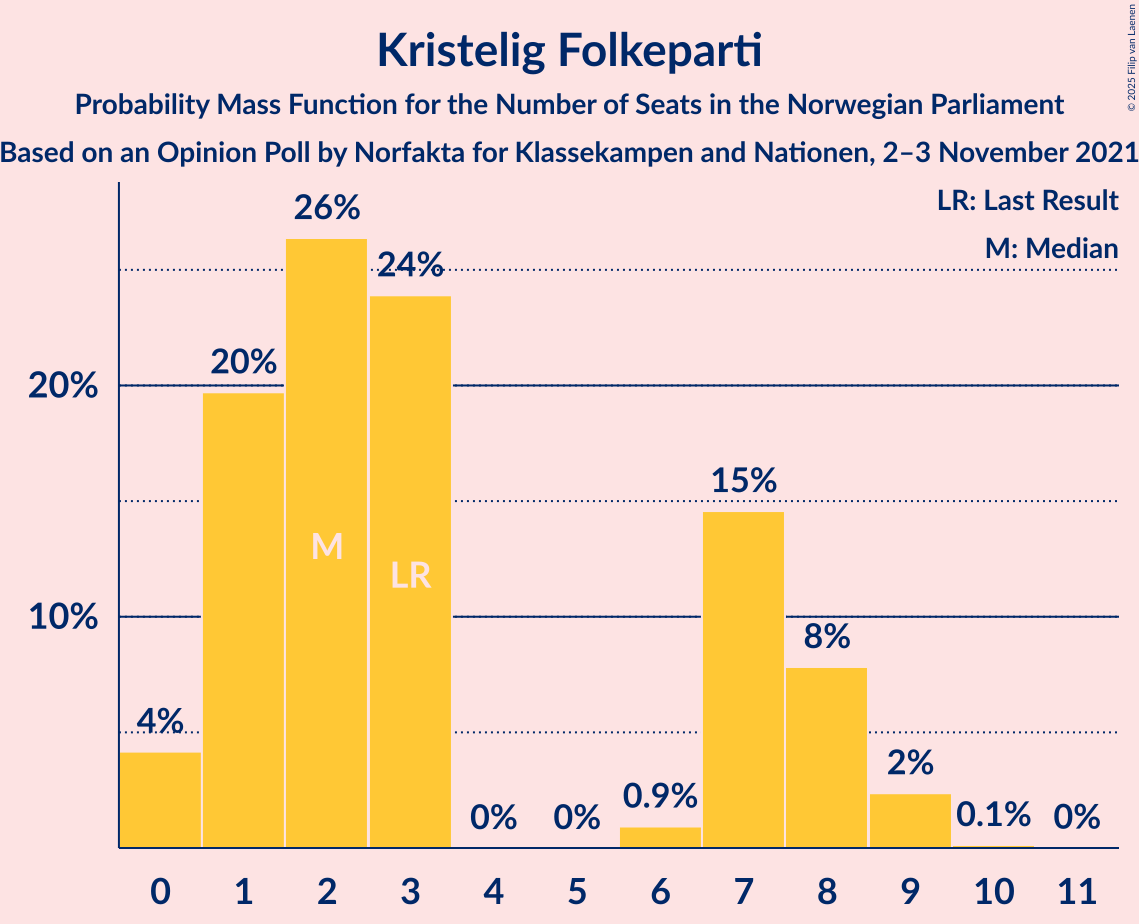 © 2025 Filip van Laenen
Kristelig Folkeparti
Probability Mass Function for the Number of Seats in the Norwegian Parliament
Based on an Opinion Poll by Norfakta for Klassekampen and Nationen, 2–3 November 2021
LR: Last Result
M: Median
26%
24%
20%
20%
15%
M
LR
10%
8%
4%
2%
0.9%
0%
0%
0.1%
0%
0 1 2 3 4 5 6 7 8 9 10 11